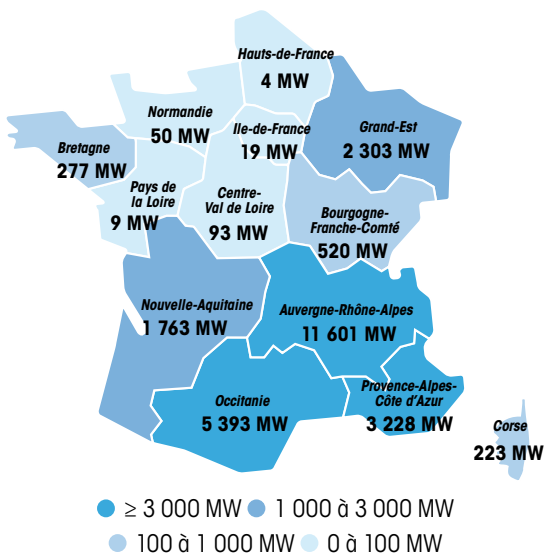 Hauts-de-France
4 MW
Normandie
50 MW
Ile-de-France
19 MW
Grand-Est
2 303 MW
Bretagne
277 MW
Pays de
la Loire
9 MW
Centre-
Val de Loire
93 MW
Bourgogne-
Franche-Comté
520 MW
Nouvelle-Aquitaine
1 763 MW
Auvergne-Rhône-Alpes
11 601 MW
Occitanie
5 393 MW
Provence-Alpes-
Côte d'Azur
3 228 MW
Corse
223 MW
≥ 3 000 MW
1 000 à 3 000 MW
100 à 1 000 MW
0 à 100 MW